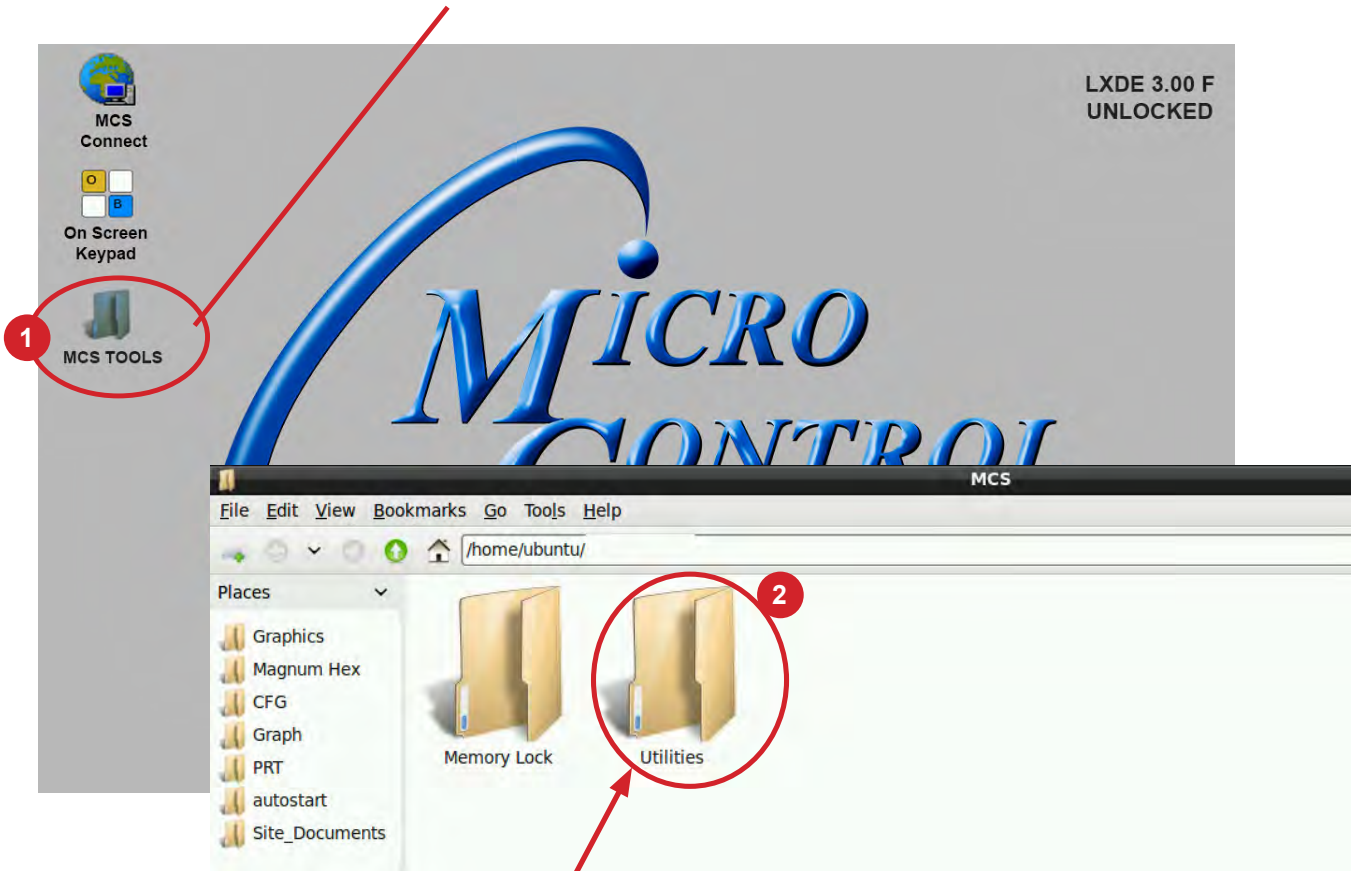 LXDE 3.00 F
UNLOCKED
MCS
Connect
O
B
On Screen
Keypad
1
MCS TOOLS
MICRO
CONTROL
MCS
File Edit View Bookmarks Go Tools Help
/home/ubuntu/
Places
Graphics
Magnum Hex
CFG
Graph
PRT
autostart
Site_Documents
2
Memory Lock
Utilities